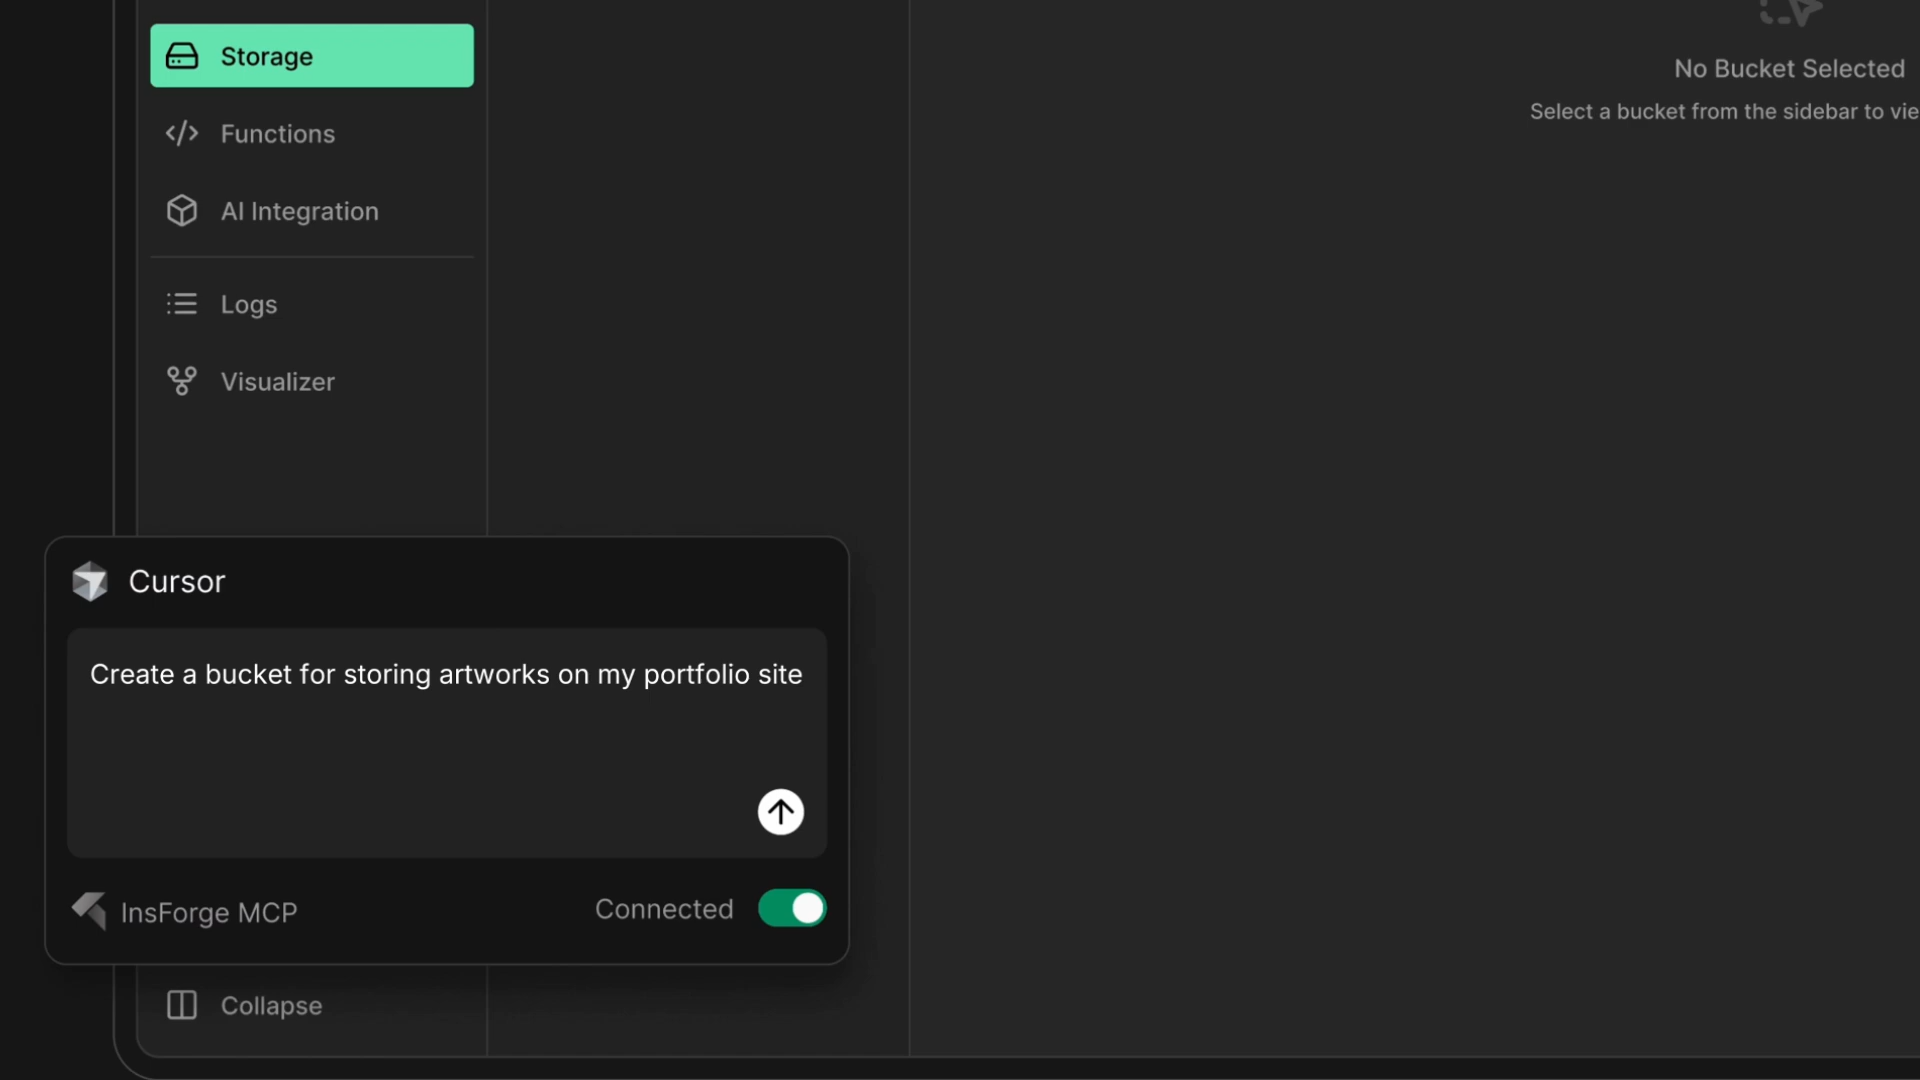 Storage
Functions
AI Integration
Logs
Visualizer
No Bucket Selected
Select a bucket from the sidebar to
Cursor
Create a bucket for storing artworks on my portfolio site
InsForge MCP
Connected
Collapse